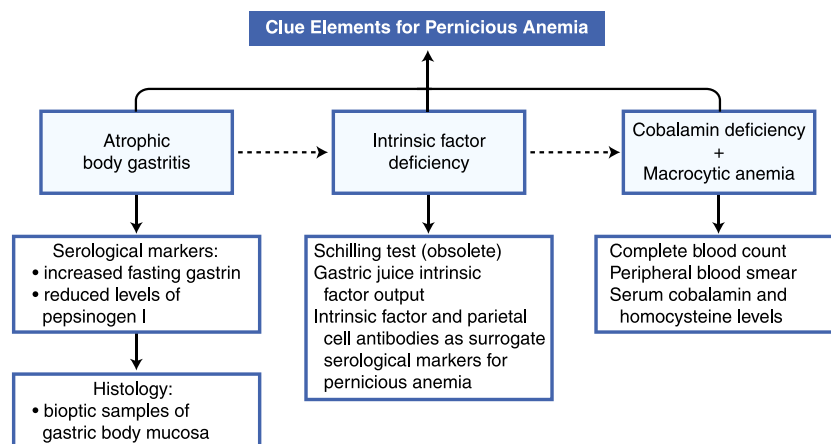 Clue Elements for Pernicious Anemia
Atrophic
body gastritis
Intrinsic factor
deficiency
Cobalamin deficiency
+
Macrocytic anemia
Serological markers:
• increased fasting gastrin
• reduced levels of
pepsinogen I
Histology:
• bioptic samples of
gastric body mucosa
Schilling test (obsolete)
Gastric juice intrinsic
factor output
Intrinsic factor and parietal
cell antibodies as surrogate
serological markers for
pernicious anemia
Complete blood count
Peripheral blood smear
Serum cobalamin and
homocysteine levels